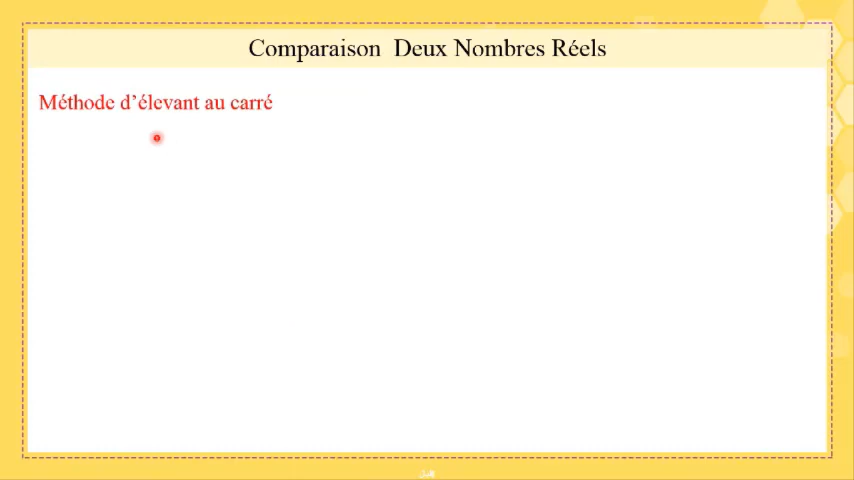 Comparaison Deux Nombres Réels
Méthode d’élevant au carré